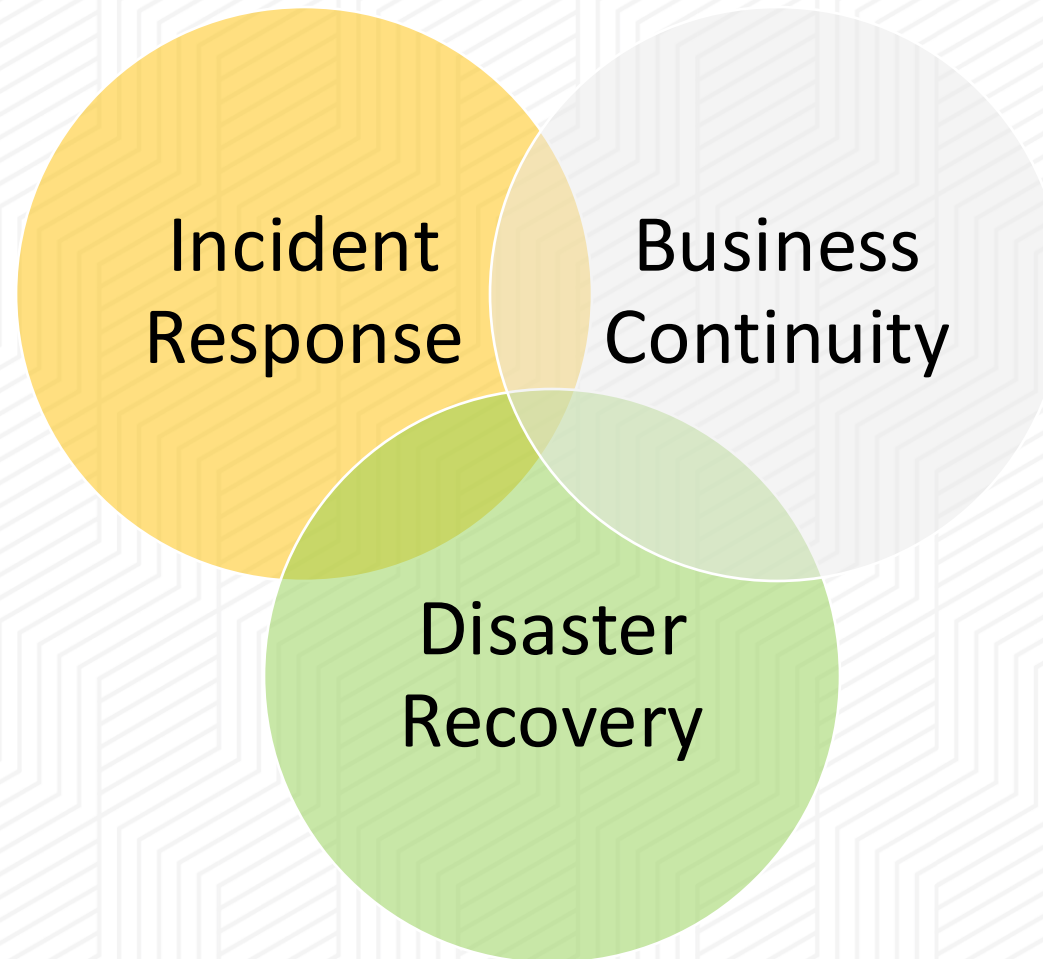 Incident
Response
Business
Continuity
Disaster
Recovery